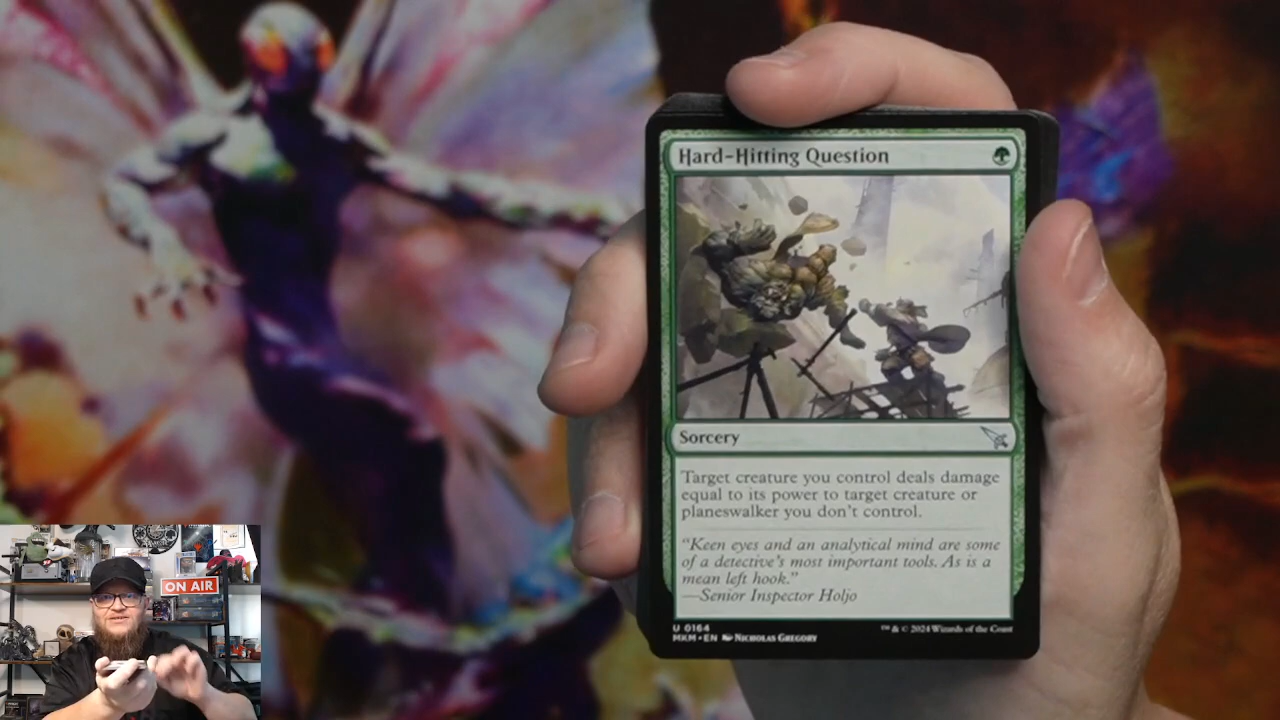 Hard-Hitting Question
Sorcery
Target creature you control deals damage
equal to its power to target creature or
planeswalker you don't control.
"Keen eyes and an analytical mind are some
of a detective's most important tools. As is a
mean left hook."
—Senior Inspector Holjo
U 0164
MKM • EN Nicholas Gregory
™ & © 2024 Wizards of the Coast
ON AIR